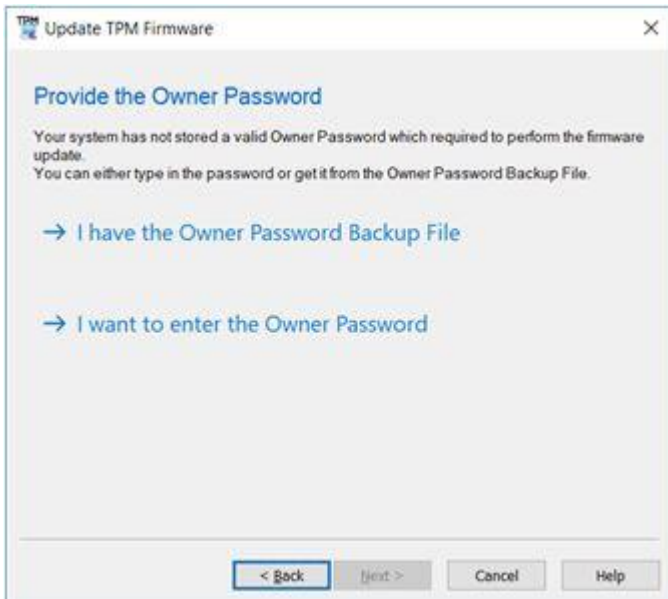 TPM
Update TPM Firmware
Provide the Owner Password
Your system has not stored a valid Owner Password which required to perform the firmware
update.
You can either type in the password or get it from the Owner Password Backup File.
→ I have the Owner Password Backup File
→ I want to enter the Owner Password
< Back Next > Cancel Help